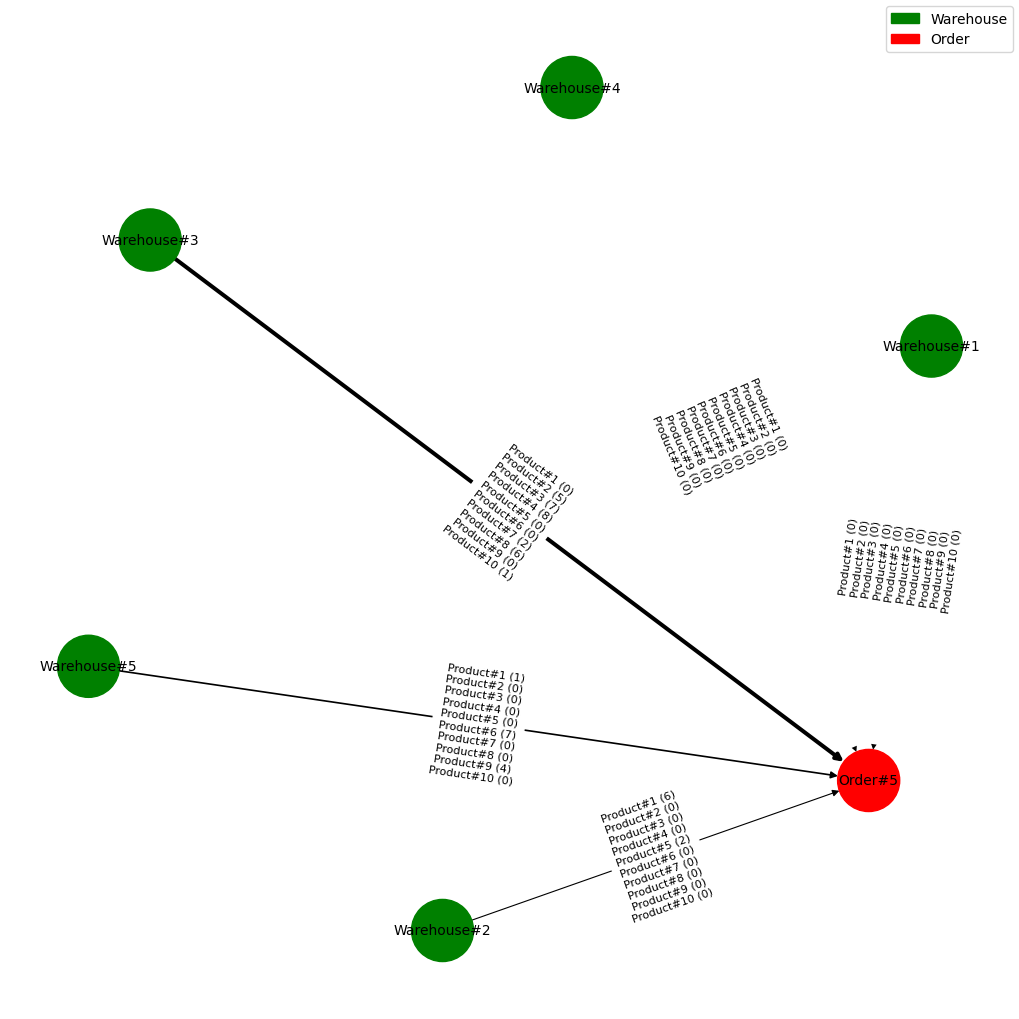 Warehouse
Order
Warehouse#4
Warehouse#3
Warehouse#1
Product#1 (0)
Product#2 (0)
Product#3 (0)
Product#4 (0)
Product#5 (0)
Product#6 (0)
Product#7 (0)
Product#8 (0)
Product#9 (0)
Product#10 (0)
Product#1 (0)
Product#2 (5)
Product#3 (7)
Product#4 (8)
Product#5 (0)
Product#6 (0)
Product#7 (2)
Product#8 (6)
Product#9 (0)
Product#10 (1)
Product#1 (0)
Product#2 (0)
Product#3 (0)
Product#4 (0)
Product#5 (0)
Product#6 (0)
Product#7 (0)
Product#8 (0)
Product#9 (0)
Product#10 (0)
Warehouse#5
Product#1 (1)
Product#2 (0)
Product#3 (0)
Product#4 (0)
Product#5 (0)
Product#6 (7)
Product#7 (0)
Product#8 (0)
Product#9 (4)
Product#10 (0)
Order#5
Product#1 (6)
Product#2 (0)
Product#3 (0)
Product#4 (0)
Product#5 (2)
Product#6 (0)
Product#7 (0)
Product#8 (0)
Product#9 (0)
Product#10 (0)
Warehouse#2